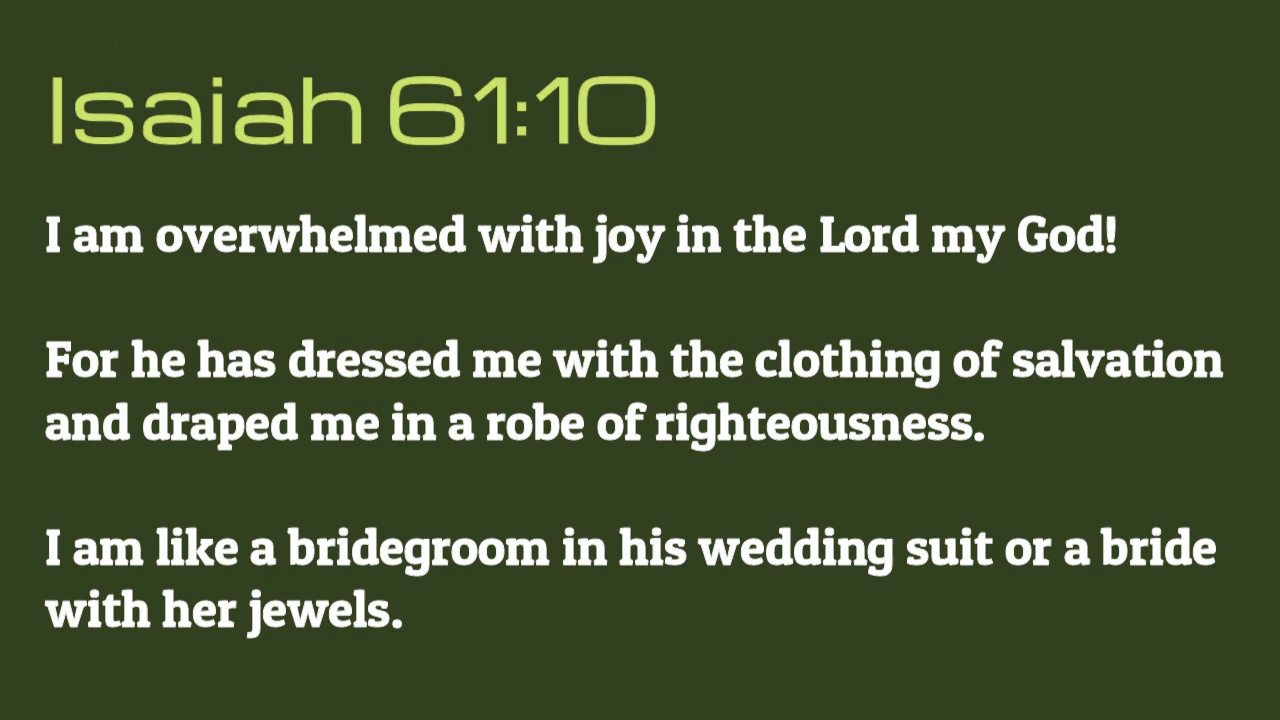 Isaiah 61:10
I am overwhelmed with joy in the Lord my God!
For he has dressed me with the clothing of salvation
and draped me in a robe of righteousness.
I am like a bridegroom in his wedding suit or a bride
with her jewels.